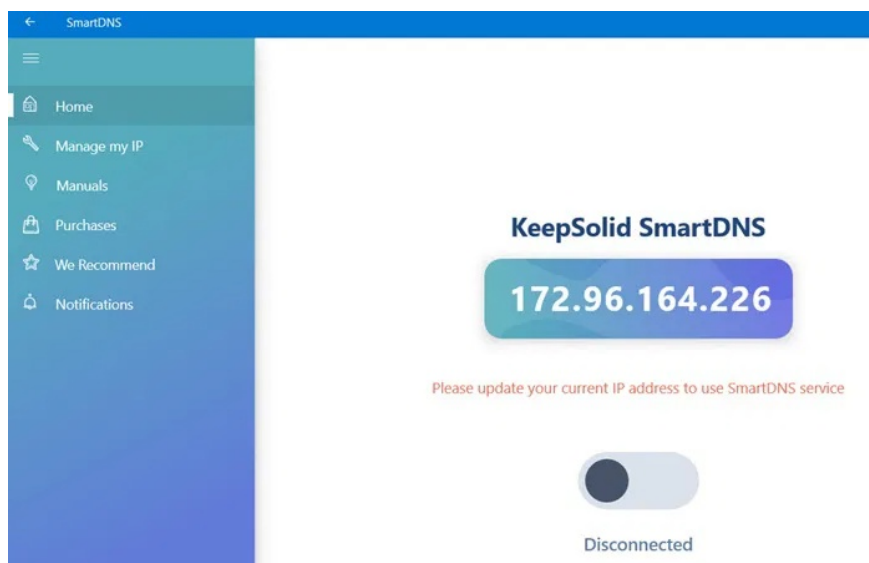 SmartDNS
Home
Manage my IP
Manuals
Purchases
We Recommend
Notifications
KeepSolid SmartDNS
172.96.164.226
Please update your current IP address to use SmartDNS service
Disconnected